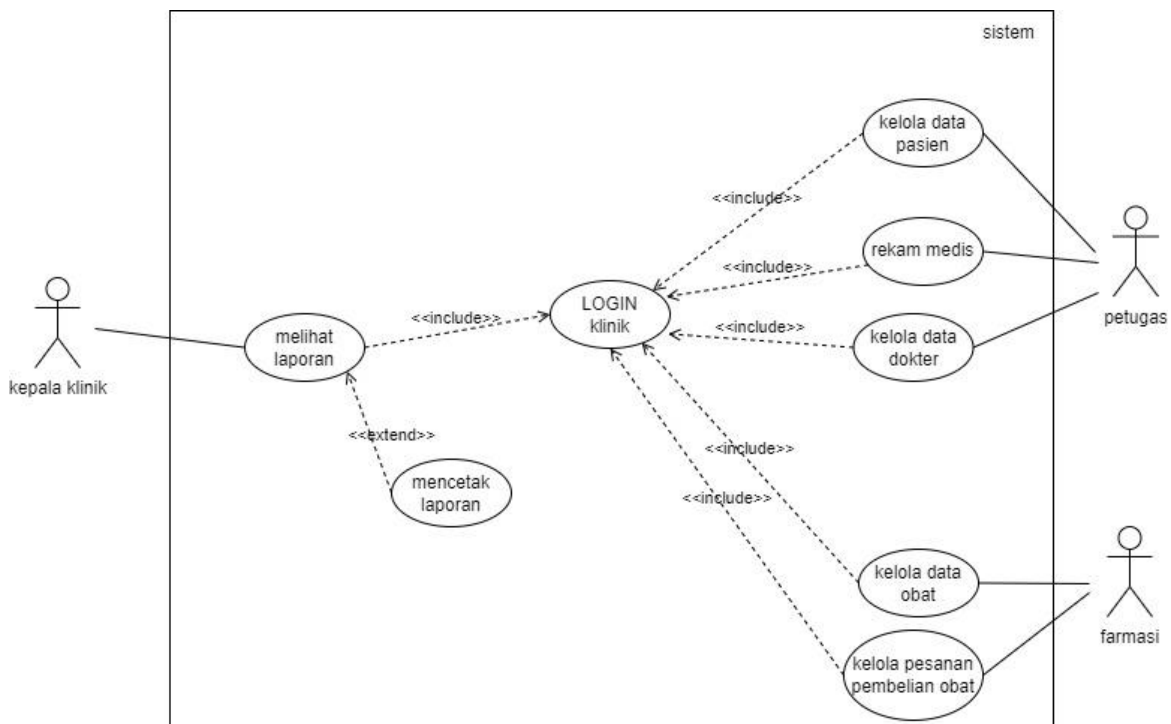 sistem
kelola data
pasien
<<include>>
rekam medis
<<include>>
petugas
LOGIN
klinik
<<include>>
<<include>>
kelola data
dokter
melihat
laporan
kepala klinik
<<extend>>
<<include>>
mencetak
laporan
<<include>>
kelola data
obat
farmasi
kelola pesanan
pembelian obat